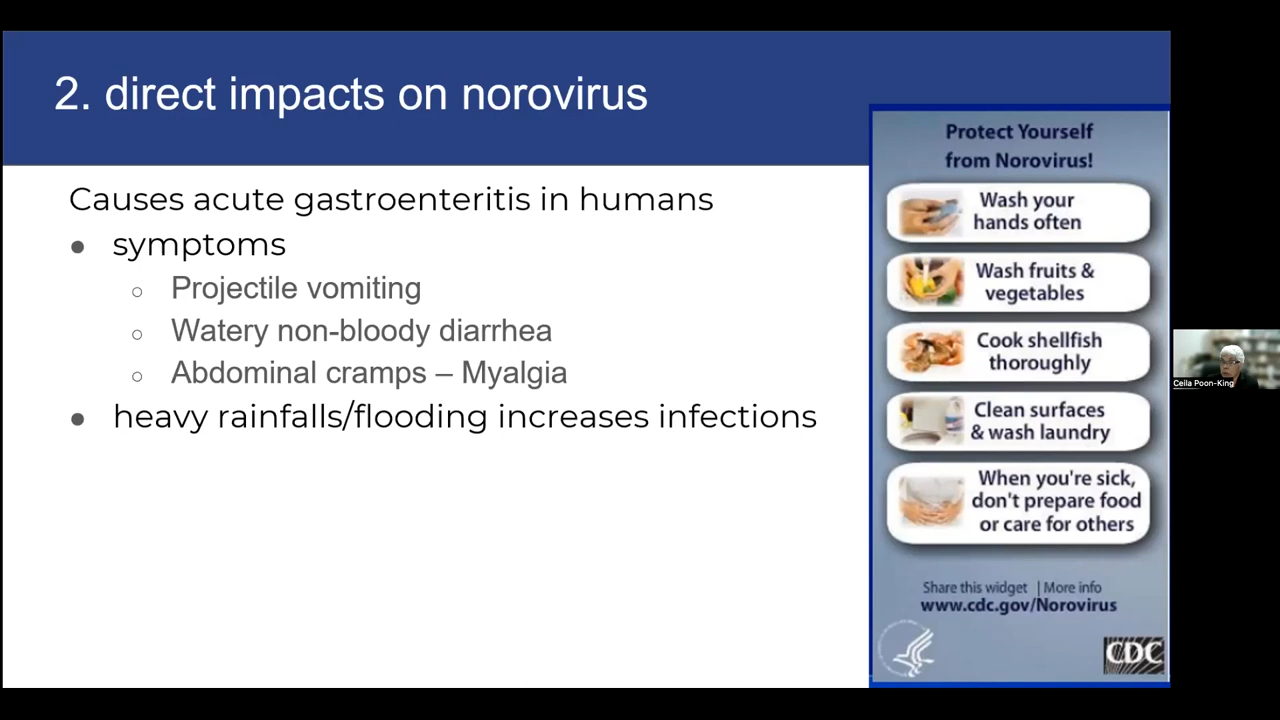 2. direct impacts on norovirus
Causes acute gastroenteritis in humans
● symptoms
○ Projectile vomiting
○ Watery non-bloody diarrhea
○ Abdominal cramps – Myalgia
● heavy rainfalls/flooding increases infections
Protect Yourself
from Norovirus!
Wash your
hands often
Wash fruits &
vegetables
Cook shellfish
thoroughly
Clean surfaces
& wash laundry
When you're sick,
don't prepare food
or care for others
Share this widget | More info
www.cdc.gov/Norovirus
CDC
Ceila Poon-King